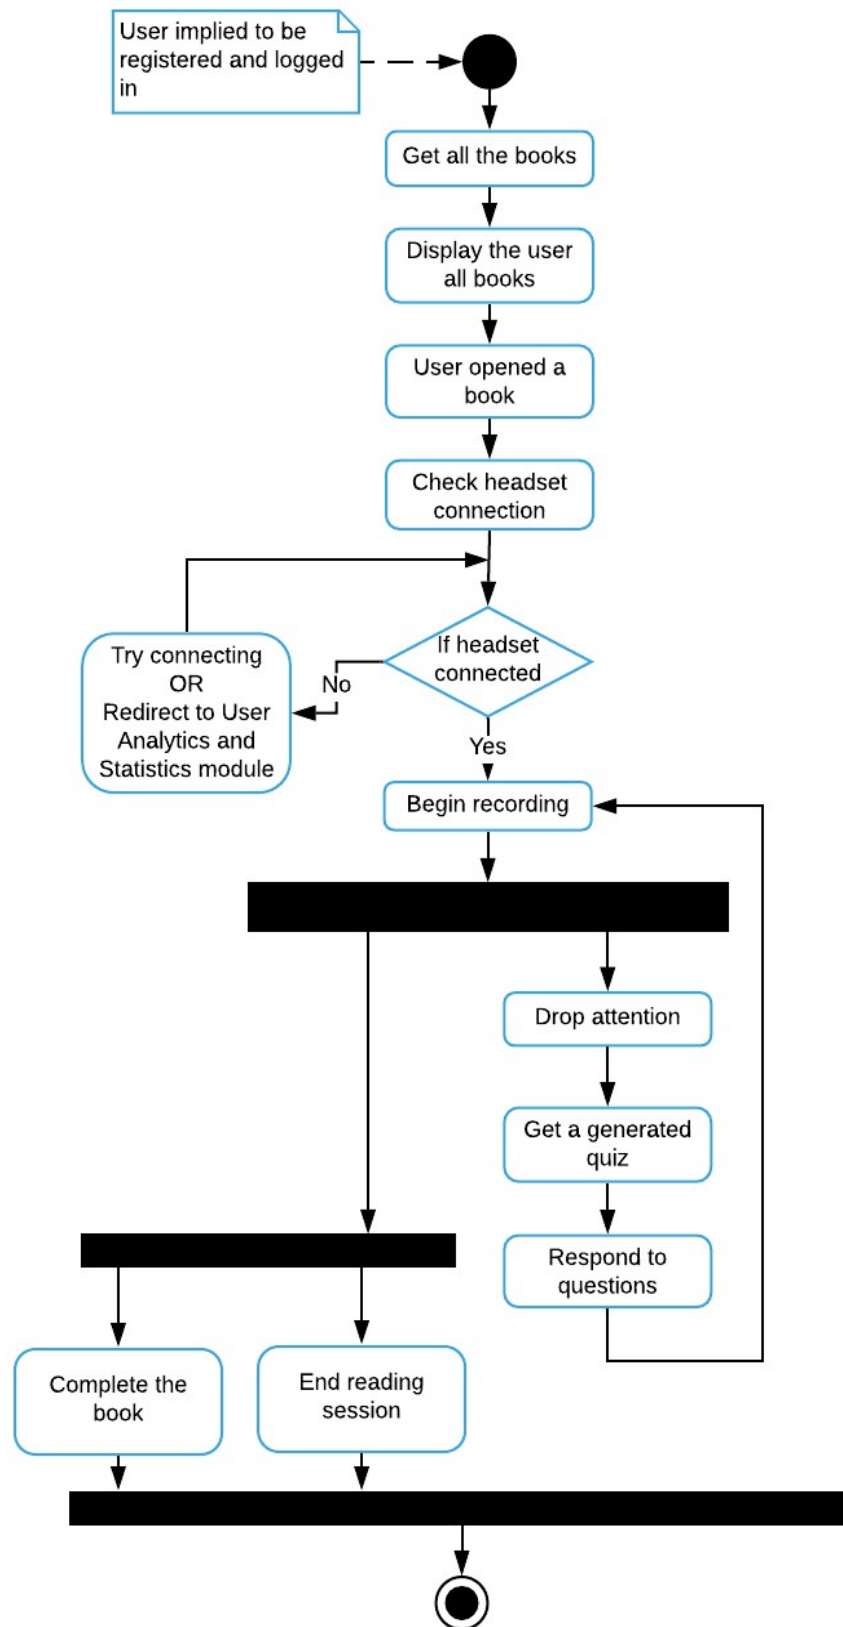 User implied to be
registered and logged
in
Get all the books
Display the user
all books
User opened a
book
Check headset
connection
If headset
connected
Try connecting
OR
Redirect to User
Analytics and
Statistics module
No
Yes
Begin recording
Drop attention
Get a generated
quiz
Respond to
questions
Complete the
book
End reading
session